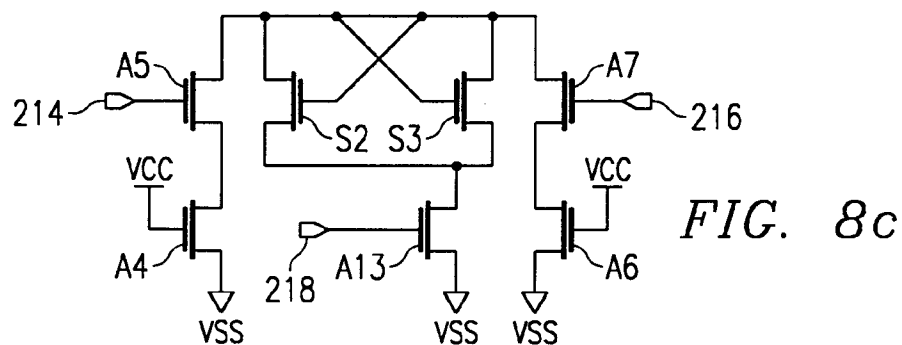 A5
A7
214
S2
S3
216
VCC
VCC
FIG. 8c
A4
218
A13
A6
VSS
VSS
VSS